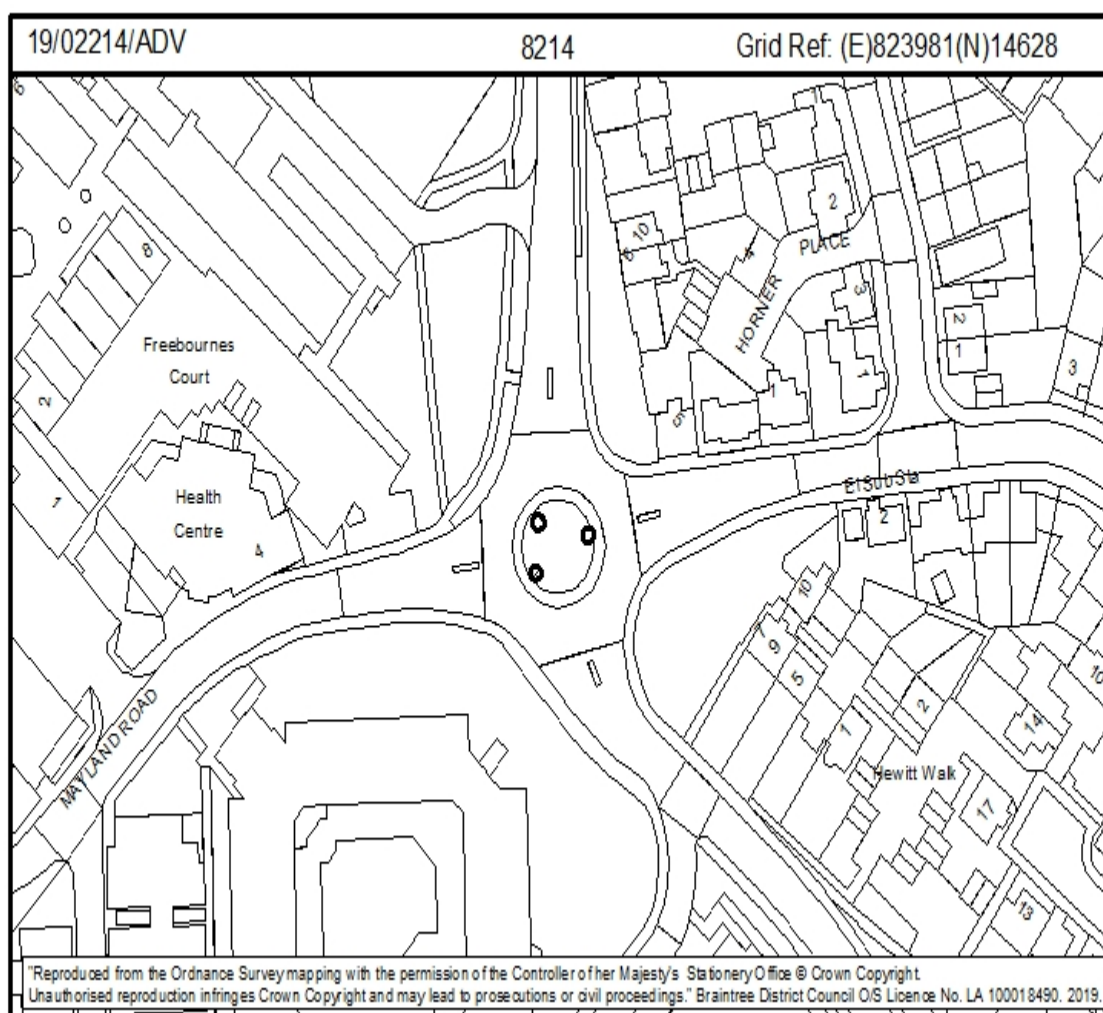 19/02214/ADV 8214 Grid Ref: (E)823981(N)14628
6
8
10
8
4
2
PLACE
HORNER
3
1
1
5
2
1
3
Freebournes
Court
2
1
Health
Centre
4
El Sub Sta
2
10
7
9
5
1
2
14
10
Hewitt Walk
17
13
MAYLAND ROAD
"Reproduced from the Ordnance Survey mapping with the permission of the Controller of her Majesty's Stationery Office © Crown Copyright.
Unauthorised reproduction infringes Crown Copyright and may lead to prosecutions or civil proceedings." Braintree District Council O/S Licence No. LA 100018490. 2019.